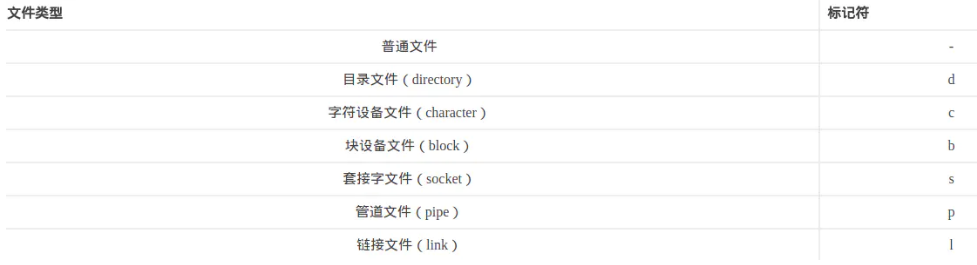 文件类型 标记符
普通文件 -
目录文件（directory） d
字符设备文件（character） c
块设备文件（block） b
套接字文件（socket） s
管道文件（pipe） p
链接文件（link） l